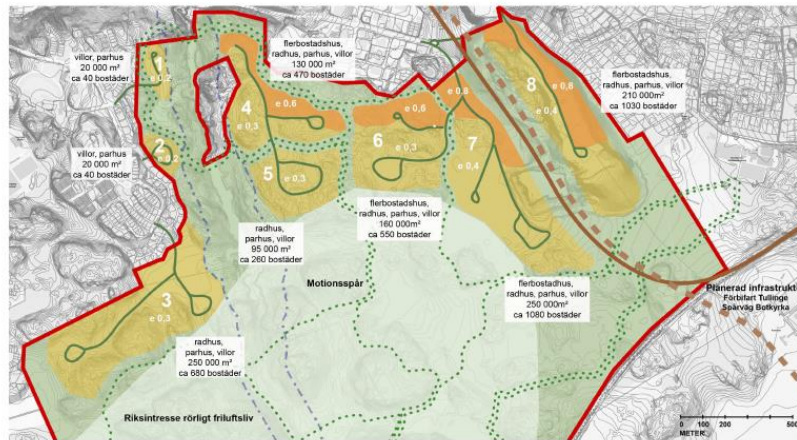 villor, parhus
20 000 m²
ca 40 bostäder
1
e 0,2
flerbostadshus,
radhus, parhus, villor
130 000 m²
ca 470 bostäder
4
e 0,6
e 0,3
e 0,6
e 0,8
8
e 0,8
e 0,4
flerbostadshus,
radhus, parhus, villor
210 000m²
ca 1030 bostäder
villor, parhus
20 000 m²
ca 40 bostäder
2
e 0,2
5
e 0,3
6
e 0,3
7
e 0,4
radhus,
parhus, villor
95 000 m²
ca 260 bostäder
flerbostadshus,
radhus, parhus, villor
160 000m²
ca 550 bostäder
3
e 0,3
radhus,
parhus, villor
250 000 m²
ca 680 bostäder
Motionsspår
flerbostadhus,
radhus, parhus, villor
250 000m²
ca 1080 bostäder
Planerad infrastruktu
Förbifart Tullinge
Spårväg Botkyrka
Riksintresse rörligt friluftsliv
0 100 200 500
METER